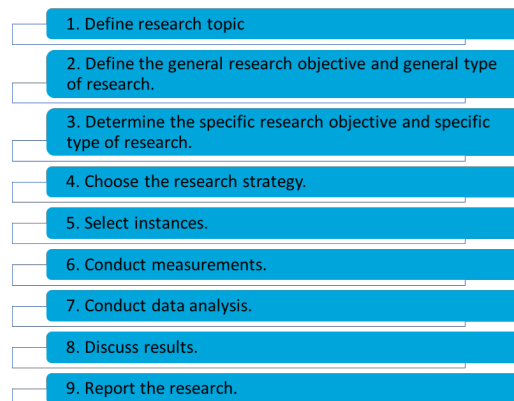 1. Define research topic
2. Define the general research objective and general type
of research.
3. Determine the specific research objective and specific
type of research.
4. Choose the research strategy.
5. Select instances.
6. Conduct measurements.
7. Conduct data analysis.
8. Discuss results.
9. Report the research.